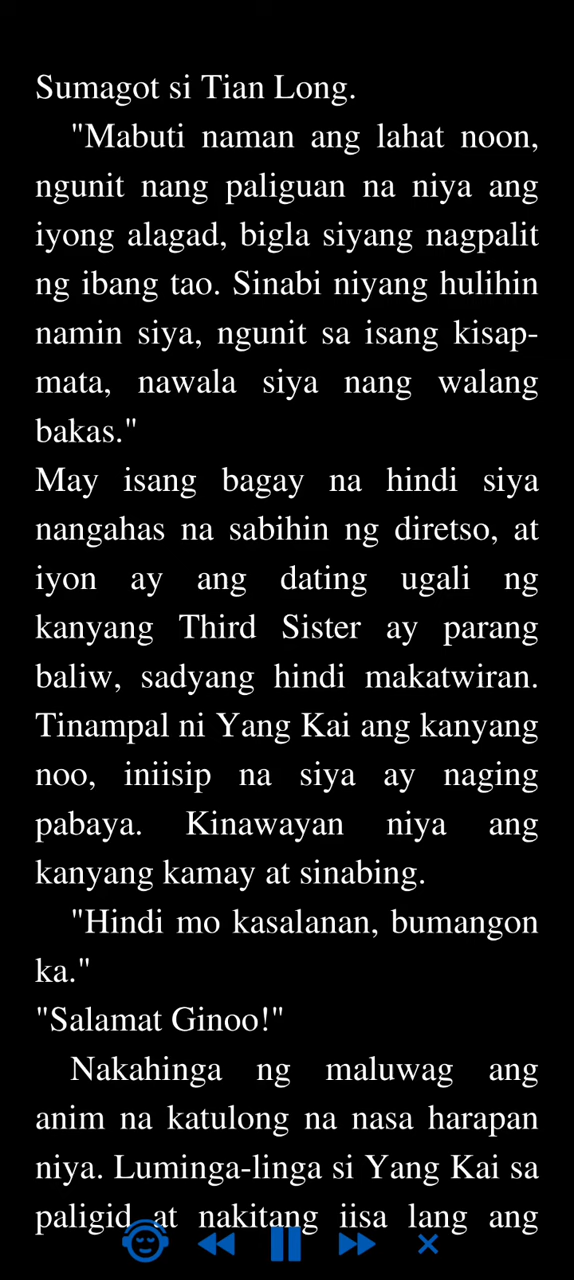 Sumagot si Tian Long.
"Mabuti naman ang lahat noon,
ngunit nang paliguan na niya ang
iyong alagad, bigla siyang nagpalit
ng ibang tao. Sinabi niyang hulihin
namin siya, ngunit sa isang kisap-
mata, nawala siya nang walang
bakas."
May isang bagay na hindi siya
nangahas na sabihin ng diretso, at
iyon ay ang dating ugali ng
kanyang Third Sister ay parang
baliw, sadyang hindi makatwiran.
Tinampal ni Yang Kai ang kanyang
noo, iniisip na siya ay naging
pabaya. Kinawayan niya ang
kanyang kamay at sinabing.
"Hindi mo kasalanan, bumangon
ka."
"Salamat Ginoo!"
Nakahinga ng maluwag ang
anim na katulong na nasa harapan
niya. Luminga-linga si Yang Kai sa
paligid at nakitang iisa lang ang